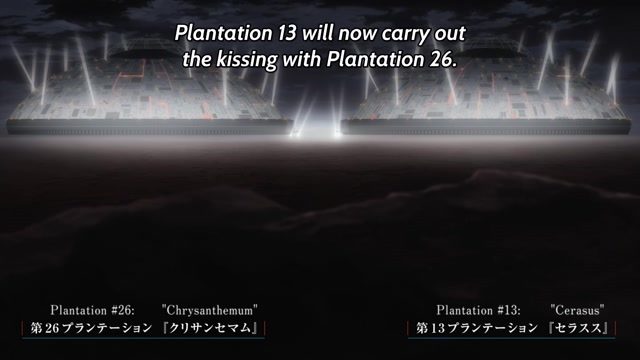 Plantation 13 will now carry out
the kissing with Plantation 26.
Plantation #26: "Chrysanthemum"
第26プランテーション 『クリサンセマム』
Plantation #13: "Cerasus"
第13プランテーション 『セラスス』